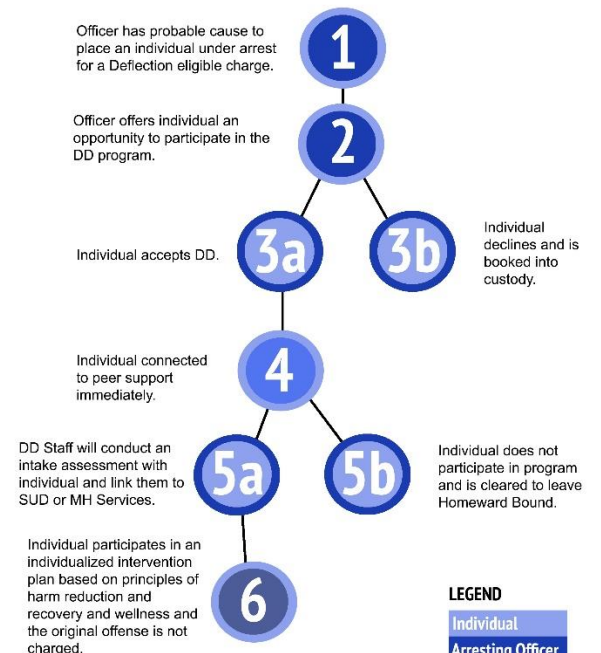 Officer has probable cause to
place an individual under arrest
for a Deflection eligible charge.
1
Officer offers individual an
opportunity to participate in the
DD program.
2
Individual accepts DD.
3a
3b
Individual
declines and is
booked into
custody.
Individual connected
to peer support
immediately.
4
DD Staff will conduct an
intake assessment with
individual and link them to
SUD or MH Services.
5a
5b
Individual does not
participate in program
and is cleared to leave
Homeward Bound.
Individual participates in an
individualized intervention
plan based on principles of
harm reduction and
recovery and wellness and
the original offense is not
charged.
6
LEGEND
Individual
Arresting Officer